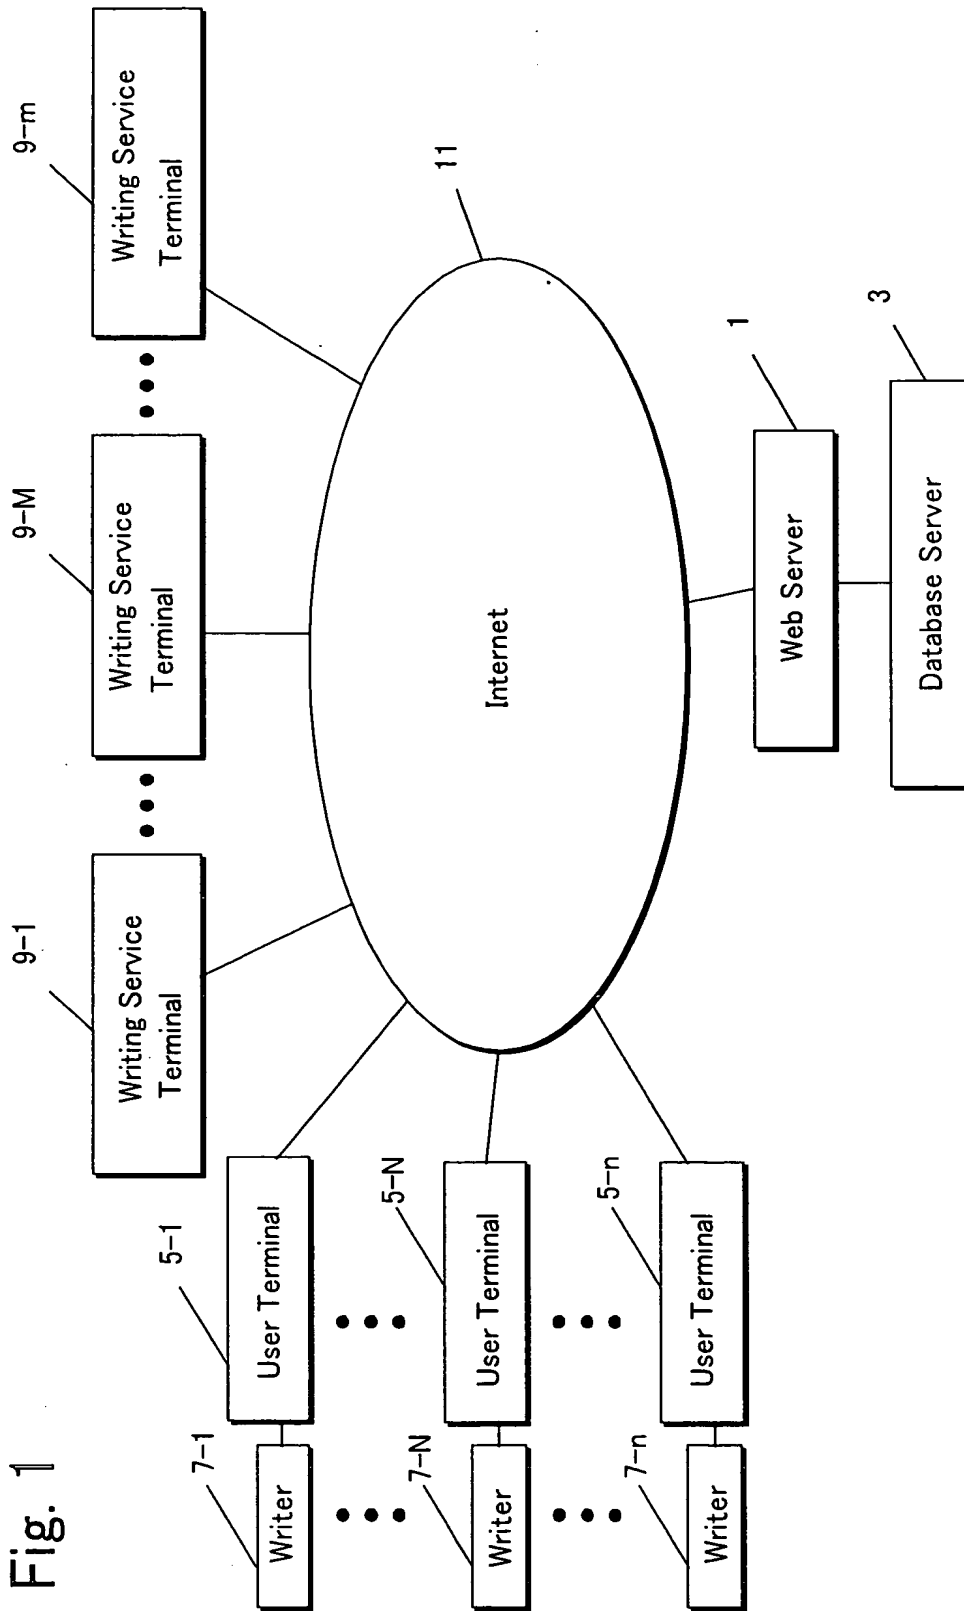 Fig. 1
9-1
9-M
9-m
Writing Service
Terminal
Writing Service
Terminal
Writing Service
Terminal
5-1
7-1
Writer
User Terminal
11
Internet
5-N
7-N
Writer
User Terminal
5-n
7-n
Writer
User Terminal
1
Web Server
3
Database Server